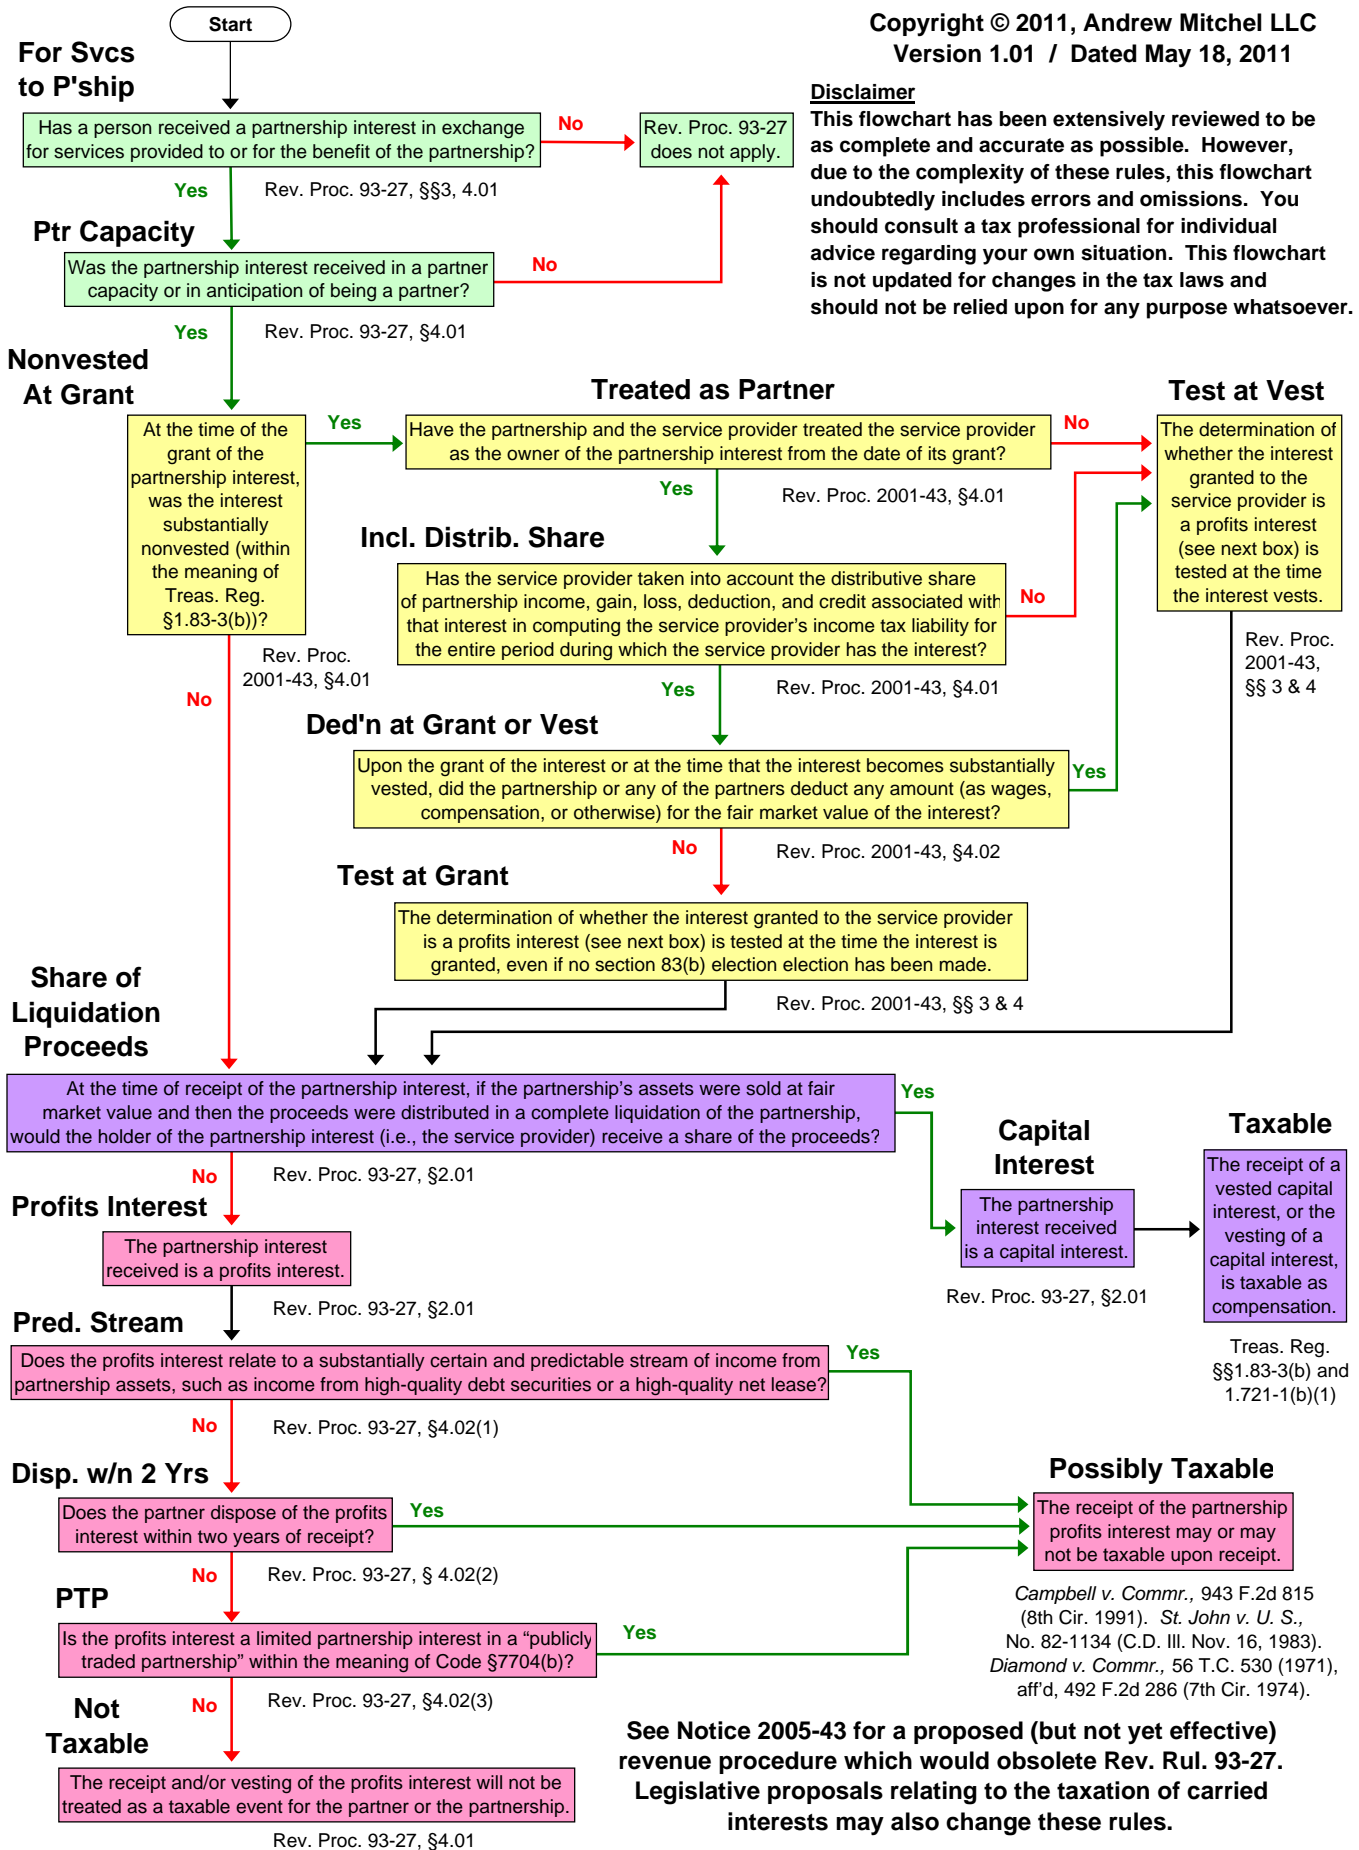 Start
Copyright © 2011, Andrew Mitchel LLC
Version 1.01 / Dated May 18, 2011
Disclaimer
This flowchart has been extensively reviewed to be
as complete and accurate as possible. However,
due to the complexity of these rules, this flowchart
undoubtedly includes errors and omissions. You
should consult a tax professional for individual
advice regarding your own situation. This flowchart
is not updated for changes in the tax laws and
should not be relied upon for any purpose whatsoever.
For Svcs
to P'ship
Has a person received a partnership interest in exchange
for services provided to or for the benefit of the partnership?
No
Rev. Proc. 93-27
does not apply.
Yes
Rev. Proc. 93-27, §§3, 4.01
Ptr Capacity
Was the partnership interest received in a partner
capacity or in anticipation of being a partner?
No
Yes
Rev. Proc. 93-27, §4.01
Nonvested
At Grant
At the time of the
grant of the
partnership interest,
was the interest
substantially
nonvested (within
the meaning of
Treas. Reg.
§1.83-3(b))?
Yes
Rev. Proc.
2001-43, §4.01
No
Treated as Partner
Have the partnership and the service provider treated the service provider
as the owner of the partnership interest from the date of its grant?
No
Yes
Rev. Proc. 2001-43, §4.01
Test at Vest
The determination of
whether the interest
granted to the
service provider is
a profits interest
(see next box) is
tested at the time
the interest vests.
Rev. Proc.
2001-43,
§§ 3 & 4
Incl. Distrib. Share
Has the service provider taken into account the distributive share
of partnership income, gain, loss, deduction, and credit associated with
that interest in computing the service provider’s income tax liability for
the entire period during which the service provider has the interest?
No
Yes
Rev. Proc. 2001-43, §4.01
Ded'n at Grant or Vest
Upon the grant of the interest or at the time that the interest becomes substantially
vested, did the partnership or any of the partners deduct any amount (as wages,
compensation, or otherwise) for the fair market value of the interest?
Yes
No
Rev. Proc. 2001-43, §4.02
Test at Grant
The determination of whether the interest granted to the service provider
is a profits interest (see next box) is tested at the time the interest is
granted, even if no section 83(b) election election has been made.
Rev. Proc. 2001-43, §§ 3 & 4
Share of
Liquidation
Proceeds
At the time of receipt of the partnership interest, if the partnership’s assets were sold at fair
market value and then the proceeds were distributed in a complete liquidation of the partnership,
would the holder of the partnership interest (i.e., the service provider) receive a share of the proceeds?
Yes
No
Rev. Proc. 93-27, §2.01
Capital
Interest
The partnership
interest received
is a capital interest.
Rev. Proc. 93-27, §2.01
Taxable
The receipt of a
vested capital
interest, or the
vesting of a
capital interest,
is taxable as
compensation.
Treas. Reg.
§§1.83-3(b) and
1.721-1(b)(1)
Profits Interest
The partnership interest
received is a profits interest.
Rev. Proc. 93-27, §2.01
Pred. Stream
Does the profits interest relate to a substantially certain and predictable stream of income from
partnership assets, such as income from high-quality debt securities or a high-quality net lease?
Yes
No
Rev. Proc. 93-27, §4.02(1)
Disp. w/n 2 Yrs
Does the partner dispose of the profits
interest within two years of receipt?
Yes
No
Rev. Proc. 93-27, § 4.02(2)
Possibly Taxable
The receipt of the partnership
profits interest may or may
not be taxable upon receipt.
Campbell v. Commr., 943 F.2d 815
(8th Cir. 1991). St. John v. U. S.,
No. 82-1134 (C.D. Ill. Nov. 16, 1983).
Diamond v. Commr., 56 T.C. 530 (1971),
aff’d, 492 F.2d 286 (7th Cir. 1974).
PTP
Is the profits interest a limited partnership interest in a “publicly
traded partnership” within the meaning of Code §7704(b)?
Yes
No
Rev. Proc. 93-27, §4.02(3)
Not
Taxable
The receipt and/or vesting of the profits interest will not be
treated as a taxable event for the partner or the partnership.
Rev. Proc. 93-27, §4.01
See Notice 2005-43 for a proposed (but not yet effective)
revenue procedure which would obsolete Rev. Rul. 93-27.
Legislative proposals relating to the taxation of carried
interests may also change these rules.